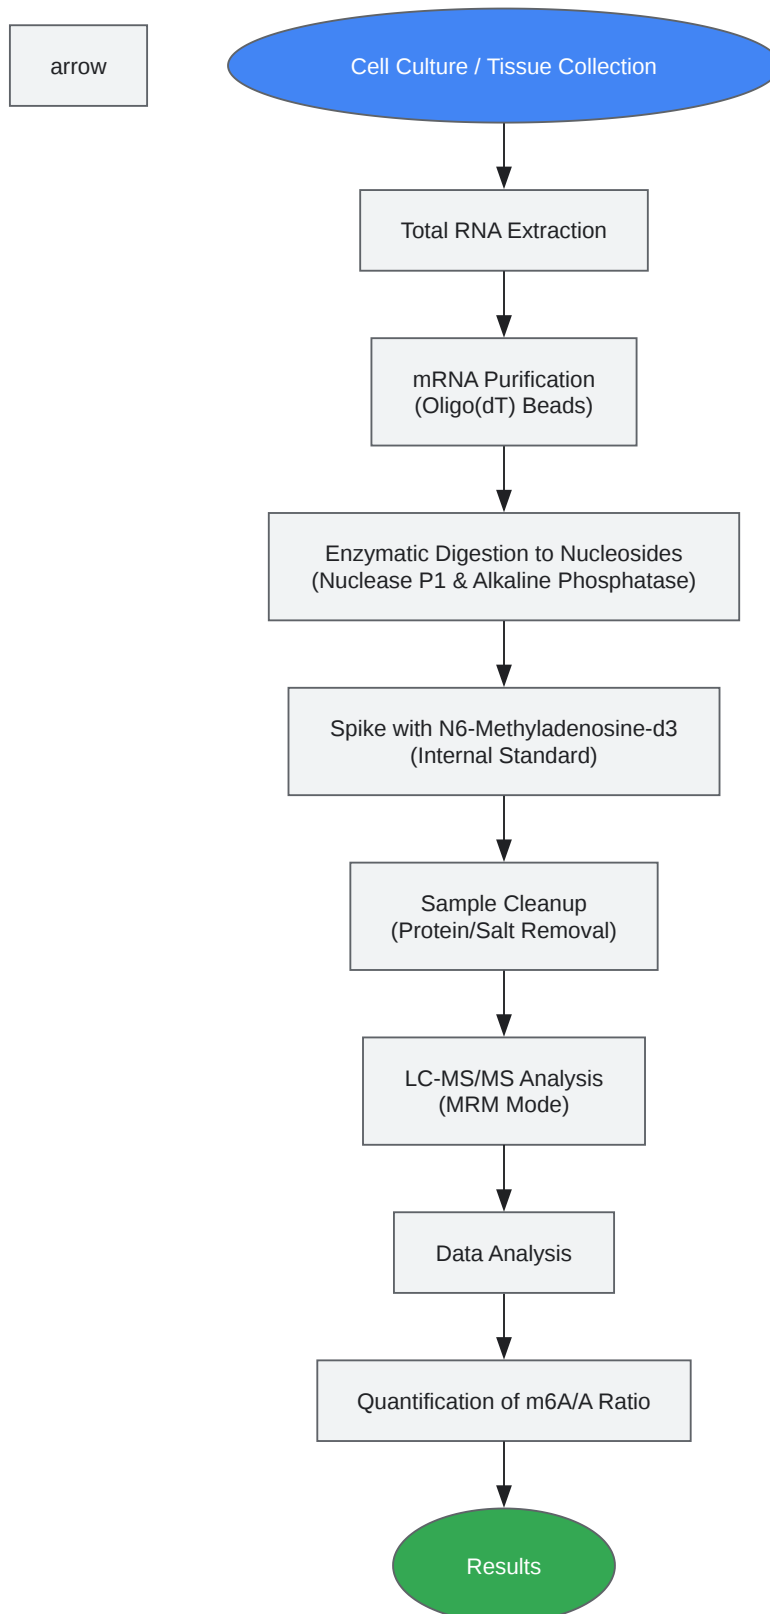 arrow
Cell Culture / Tissue Collection
Total RNA Extraction
mRNA Purification
(Oligo(dT) Beads)
Enzymatic Digestion to Nucleosides
(Nuclease P1 & Alkaline Phosphatase)
Spike with N6-Methyladenosine-d3
(Internal Standard)
Sample Cleanup
(Protein/Salt Removal)
LC-MS/MS Analysis
(MRM Mode)
Data Analysis
Quantification of m6A/A Ratio
Results